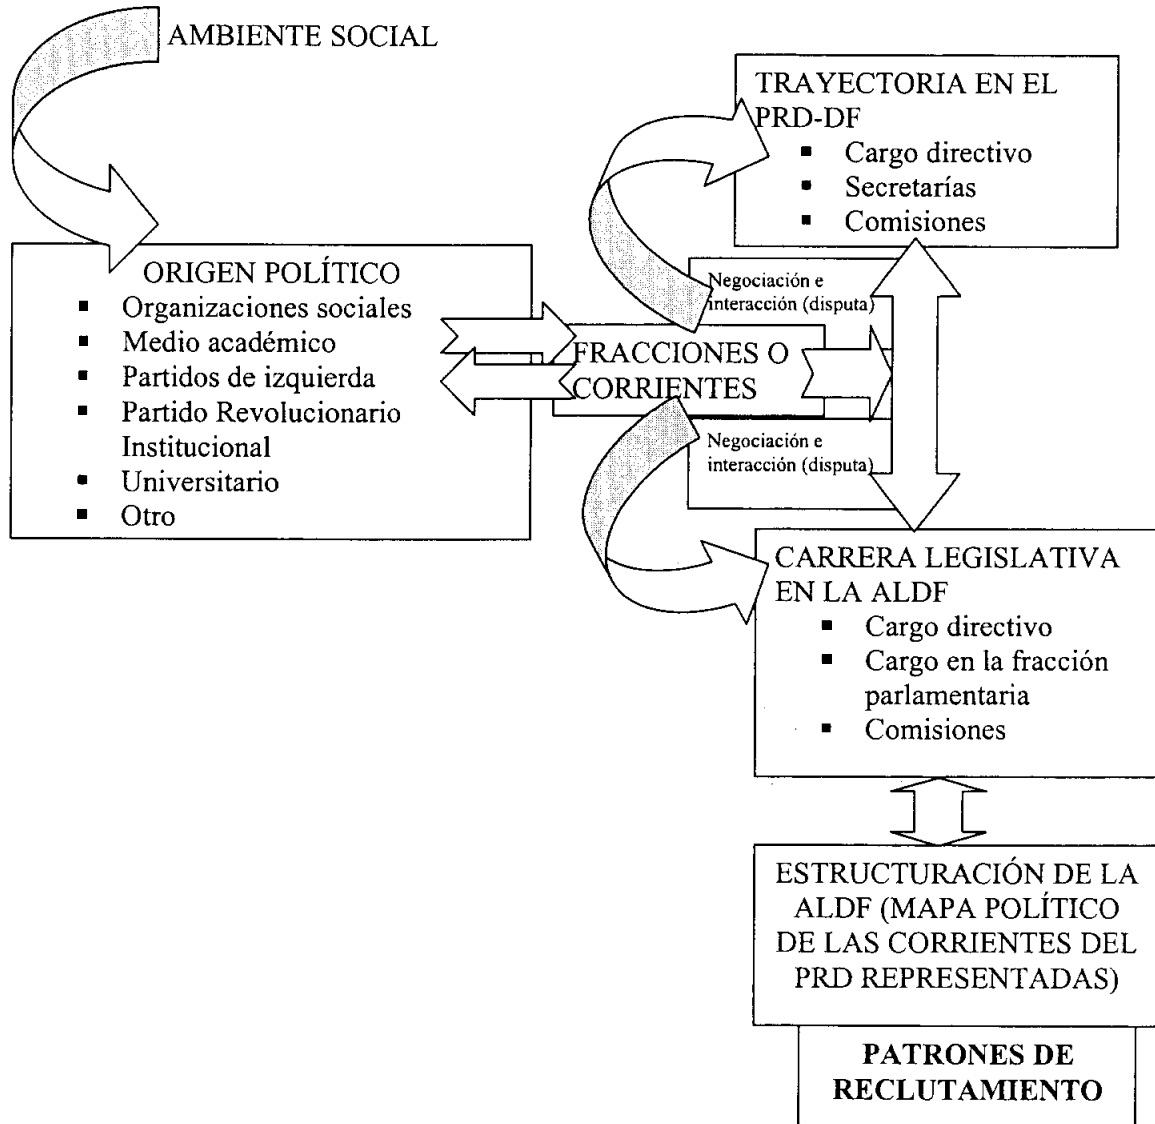 AMBIENTE SOCIAL
TRAYECTORIA EN EL
PRD-DF
▪ Cargo directivo
▪ Secretarías
▪ Comisiones
ORIGEN POLÍTICO
▪ Organizaciones sociales
▪ Medio académico
▪ Partidos de izquierda
▪ Partido Revolucionario
Institucional
▪ Universitario
▪ Otro
Negociación e
interacción (disputa)
FRACCIONES O
CORRIENTES
Negociación e
interacción (disputa)
CARRERA LEGISLATIVA
EN LA ALDF
▪ Cargo directivo
▪ Cargo en la fracción
parlamentaria
▪ Comisiones
ESTRUCTURACIÓN DE LA
ALDF (MAPA POLÍTICO
DE LAS CORRIENTES DEL
PRD REPRESENTADAS)
PATRONES DE
RECLUTAMIENTO